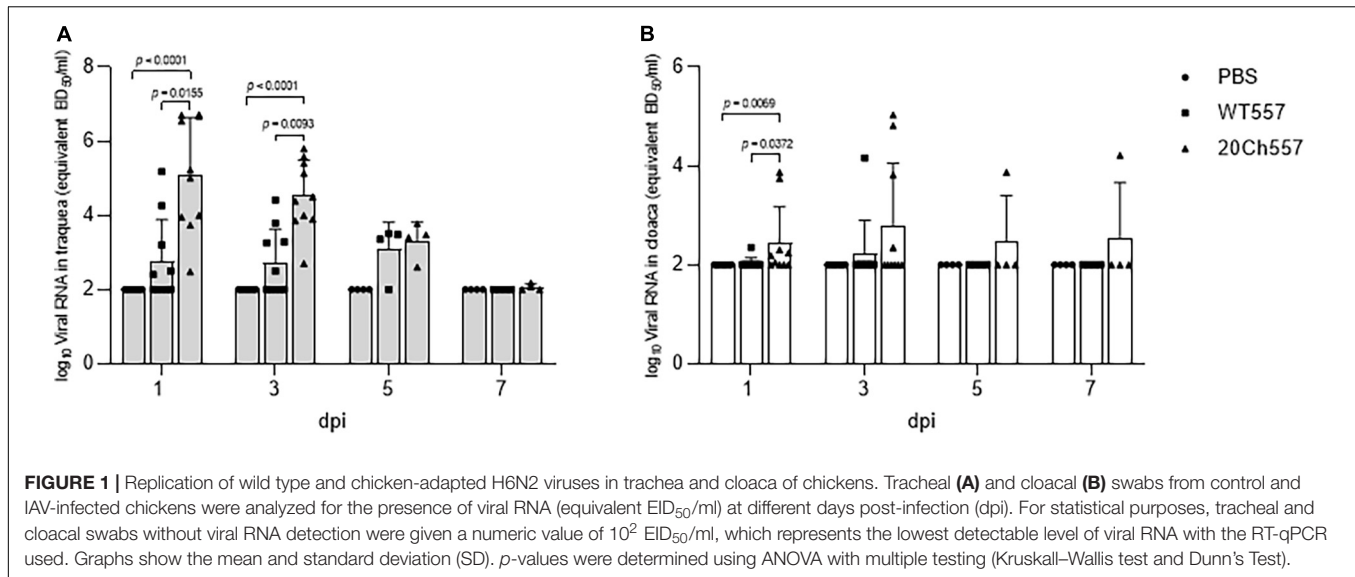 A
B
p < 0.0001
p = 0.0155
p < 0.0001
p = 0.0093
log10 Viral RNA in traquea (equivalent BD50/ml)
8
6
4
2
0
1 3 5 7
dpi
p = 0.0069
p = 0.0372
log10 Viral RNA in cloaca (equivalent BD50/ml)
6
4
2
0
1 3 5 7
dpi
PBS
WT557
20Ch557
FIGURE 1 | Replication of wild type and chicken-adapted H6N2 viruses in trachea and cloaca of chickens. Tracheal (A) and cloacal (B) swabs from control and
IAV-infected chickens were analyzed for the presence of viral RNA (equivalent EID50/ml) at different days post-infection (dpi). For statistical purposes, tracheal and
cloacal swabs without viral RNA detection were given a numeric value of 10² EID50/ml, which represents the lowest detectable level of viral RNA with the RT-qPCR
used. Graphs show the mean and standard deviation (SD). p-values were determined using ANOVA with multiple testing (Kruskall–Wallis test and Dunn's Test).